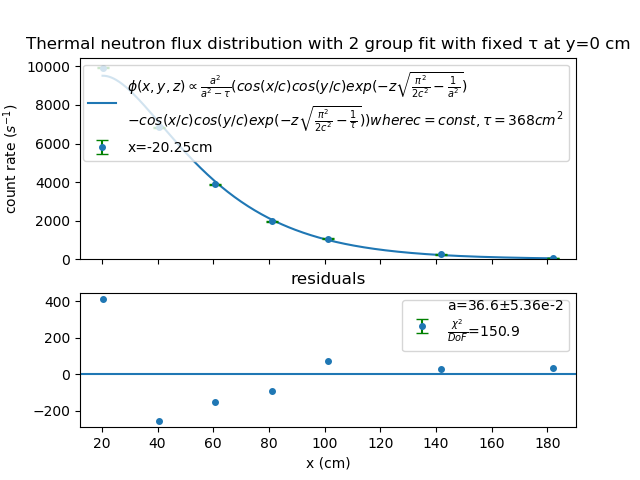 Thermal neutron flux distribution with 2 group fit with fixed τ at y=0 cm
10000
8000
6000
4000
2000
0
count rate (s⁻¹)
ϕ(x, y, z) ∝ a²/(a²−τ) (cos(x/c)cos(y/c)exp(−z√(π²/2c² − 1/a²))
−cos(x/c)cos(y/c)exp(−z√(π²/2c² − 1/τ)))wherec = const, τ = 368cm²
x=-20.25cm
residuals
400
200
0
−200
a=36.6±5.36e-2
χ²/DoF=150.9
20 40 60 80 100 120 140 160 180
x (cm)